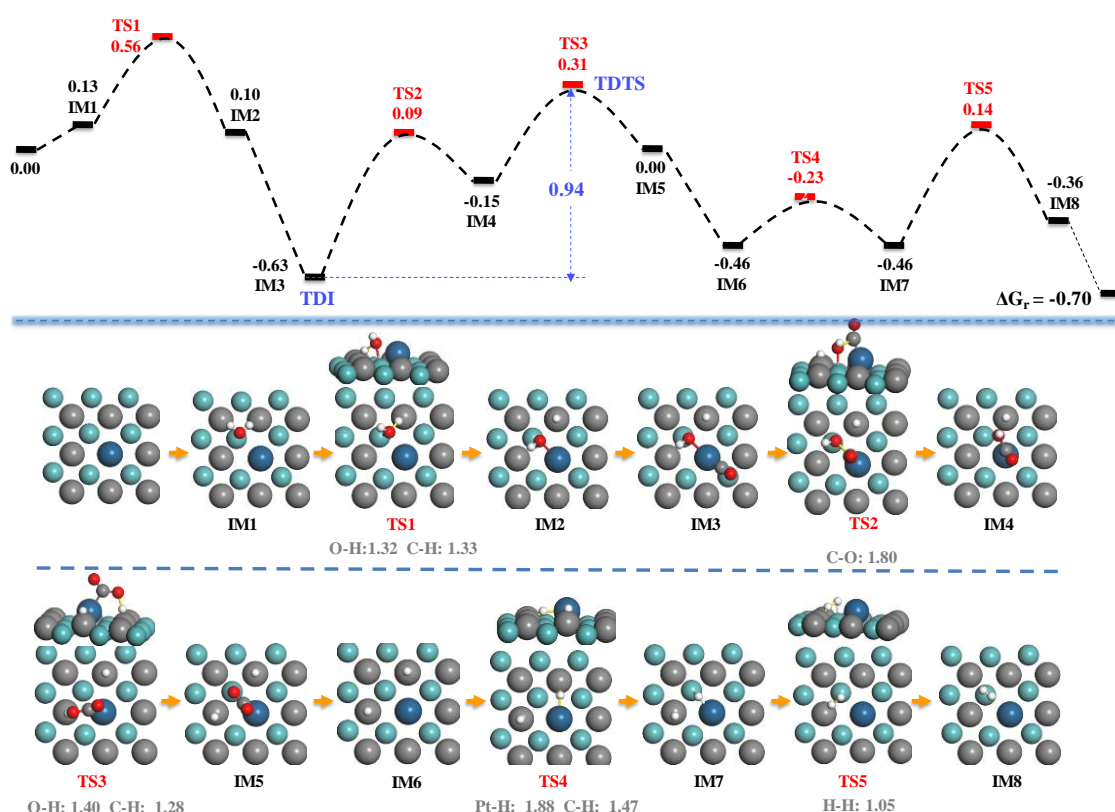 0.00
0.13
IM1
TS1
0.56
0.10
IM2
-0.63
IM3
TDI
TS2
0.09
-0.15
IM4
TS3
0.31
TDTS
0.94
0.00
IM5
-0.46
IM6
TS4
-0.23
-0.46
IM7
TS5
0.14
-0.36
IM8
ΔGr = -0.70
IM1
TS1
IM2
IM3
TS2
IM4
O-H:1.32 C-H: 1.33
C-O: 1.80
TS3
IM5
IM6
TS4
IM7
TS5
IM8
O-H: 1.40 C-H: 1.28
Pt-H: 1.88 C-H: 1.47
H-H: 1.05